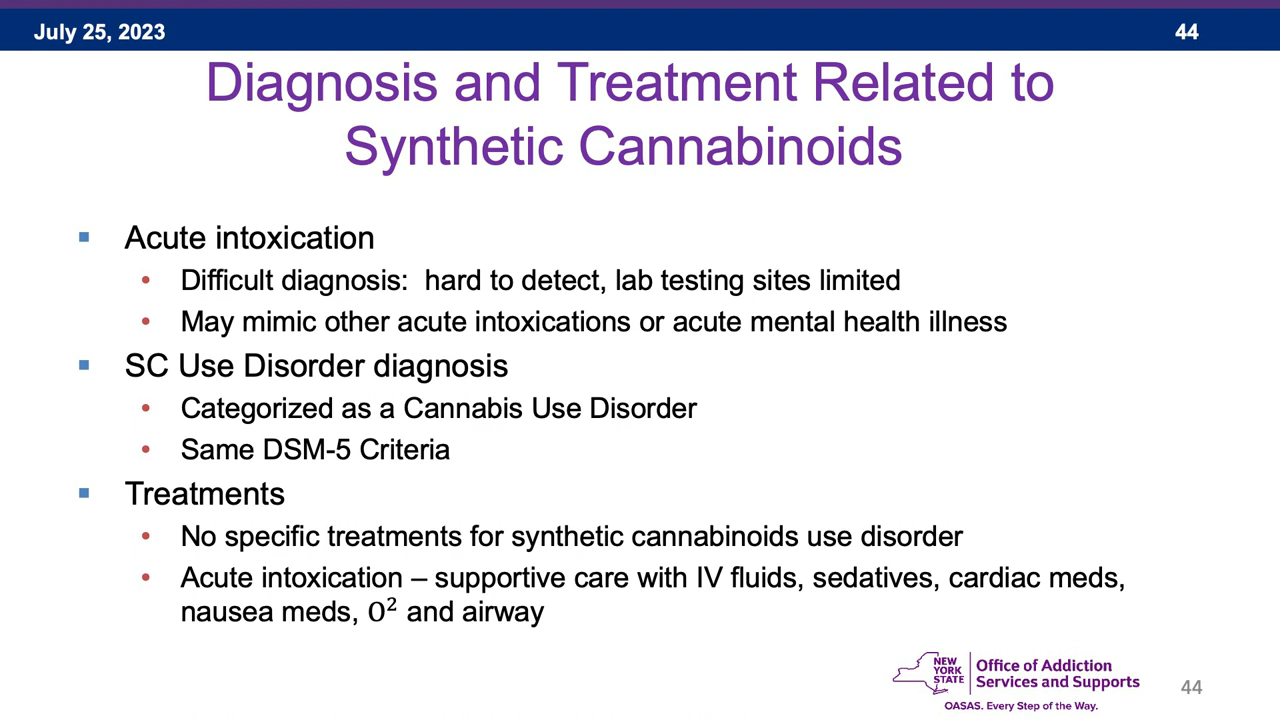 July 25, 2023
44
Diagnosis and Treatment Related to
Synthetic Cannabinoids
▪ Acute intoxication
• Difficult diagnosis: hard to detect, lab testing sites limited
• May mimic other acute intoxications or acute mental health illness
▪ SC Use Disorder diagnosis
• Categorized as a Cannabis Use Disorder
• Same DSM-5 Criteria
▪ Treatments
• No specific treatments for synthetic cannabinoids use disorder
• Acute intoxication – supportive care with IV fluids, sedatives, cardiac meds,
nausea meds, O² and airway
NEW
YORK
STATE
Office of Addiction
Services and Supports
OASAS. Every Step of the Way.
44